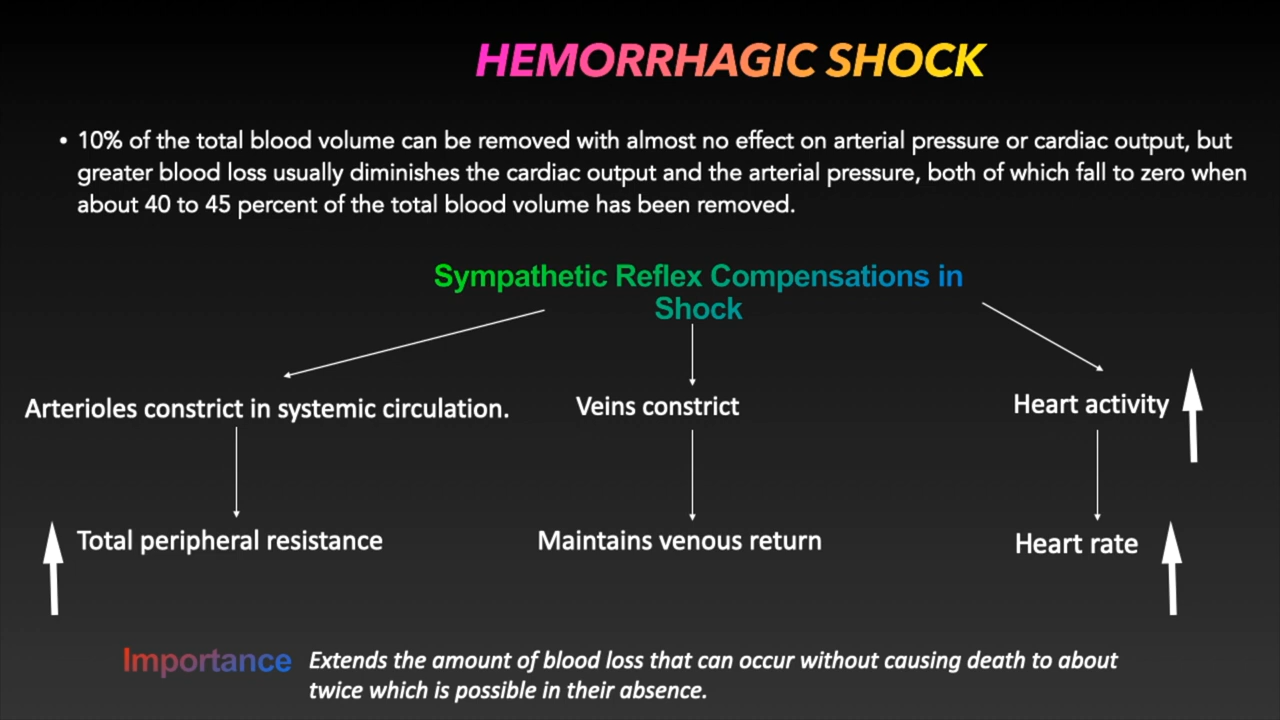 HEMORRHAGIC SHOCK
• 10% of the total blood volume can be removed with almost no effect on arterial pressure or cardiac output, but
greater blood loss usually diminishes the cardiac output and the arterial pressure, both of which fall to zero when
about 40 to 45 percent of the total blood volume has been removed.
Sympathetic Reflex Compensations in
Shock
Arterioles constrict in systemic circulation.
Veins constrict
Heart activity
Total peripheral resistance
Maintains venous return
Heart rate
Importance
Extends the amount of blood loss that can occur without causing death to about
twice which is possible in their absence.